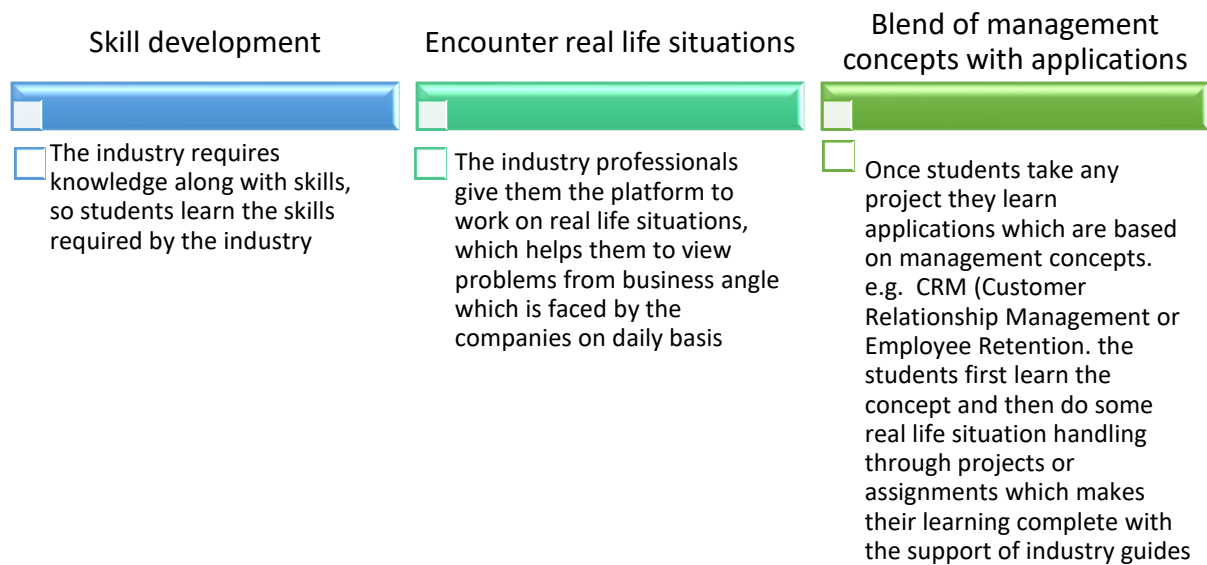 Skill development
The industry requires
knowledge along with skills,
so students learn the skills
required by the industry
Encounter real life situations
The industry professionals
give them the platform to
work on real life situations,
which helps them to view
problems from business angle
which is faced by the
companies on daily basis
Blend of management
concepts with applications
Once students take any
project they learn
applications which are based
on management concepts.
e.g. CRM (Customer
Relationship Management or
Employee Retention. the
students first learn the
concept and then do some
real life situation handling
through projects or
assignments which makes
their learning complete with
the support of industry guides